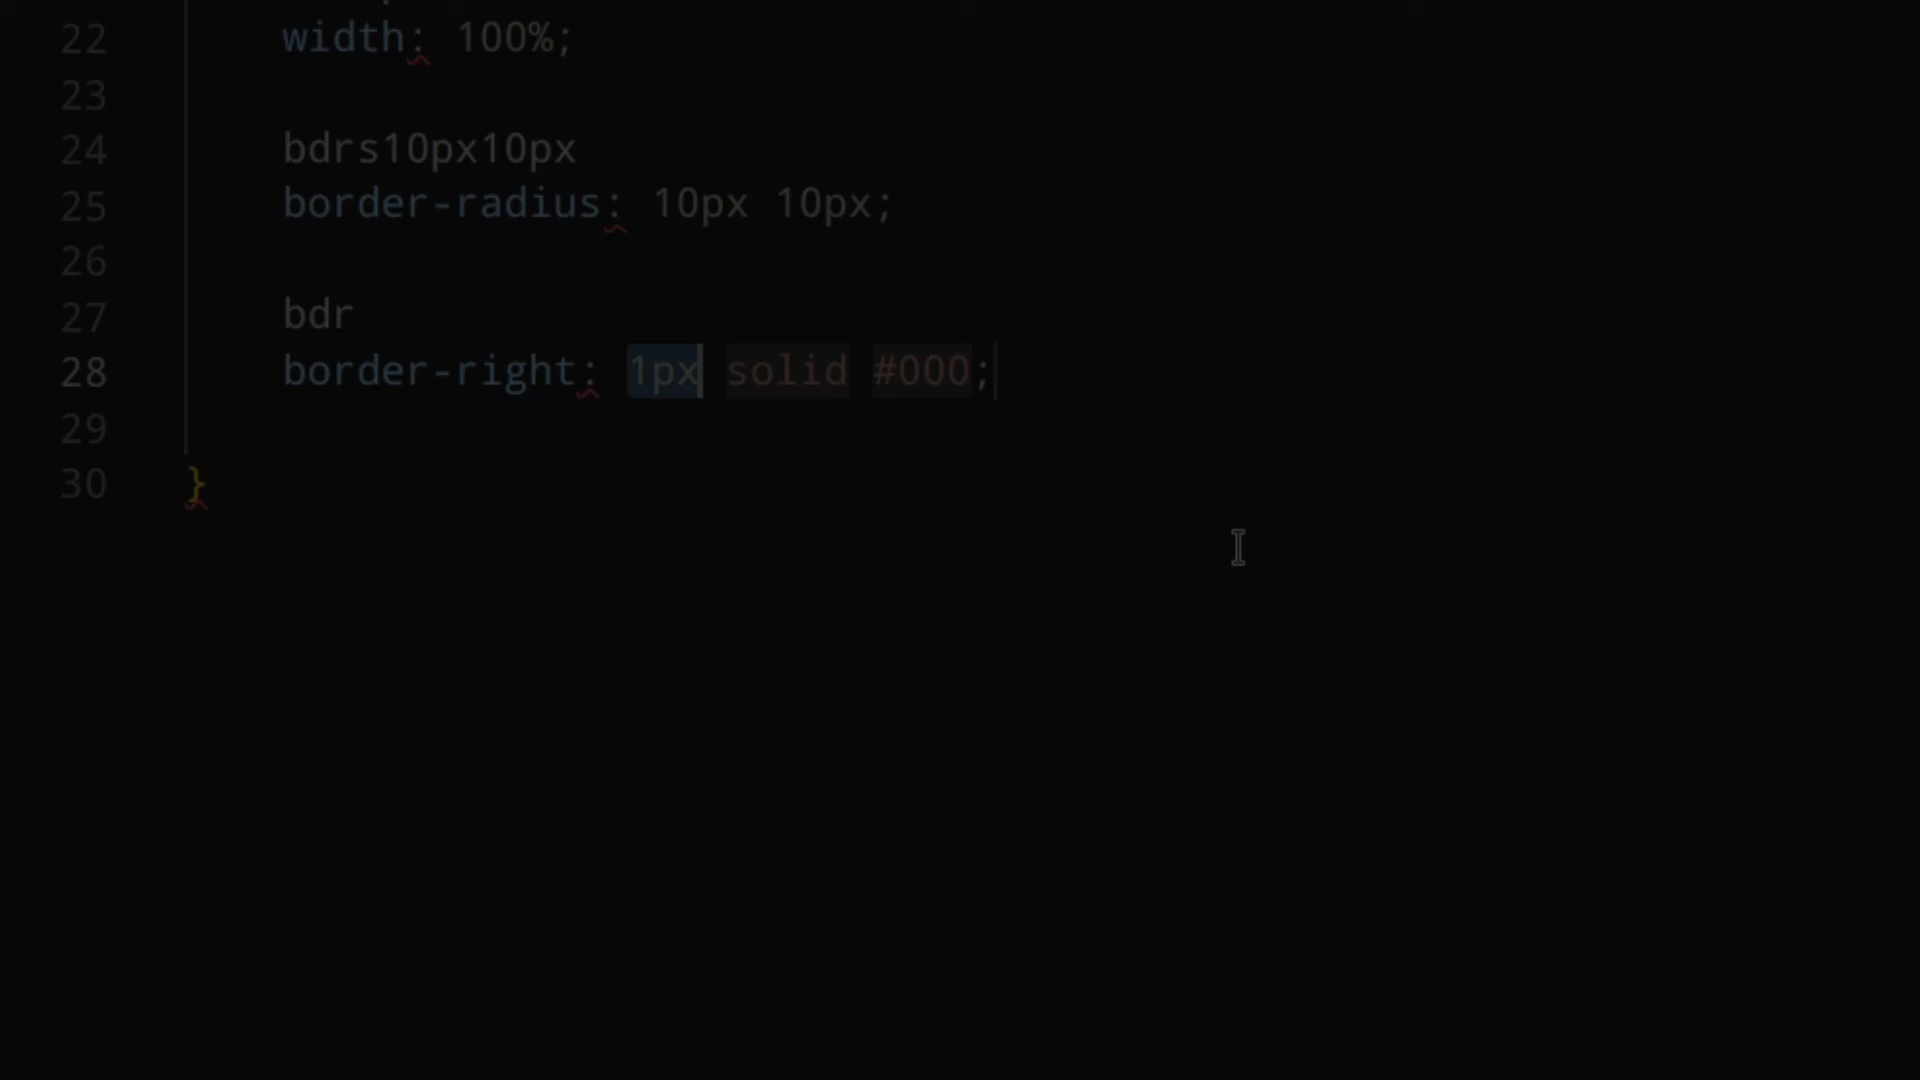 22 width: 100%;
23
24 bdrs10px10px
25 border-radius: 10px 10px;
26
27 bdr
28 border-right: 1px solid #000;
29
30 }